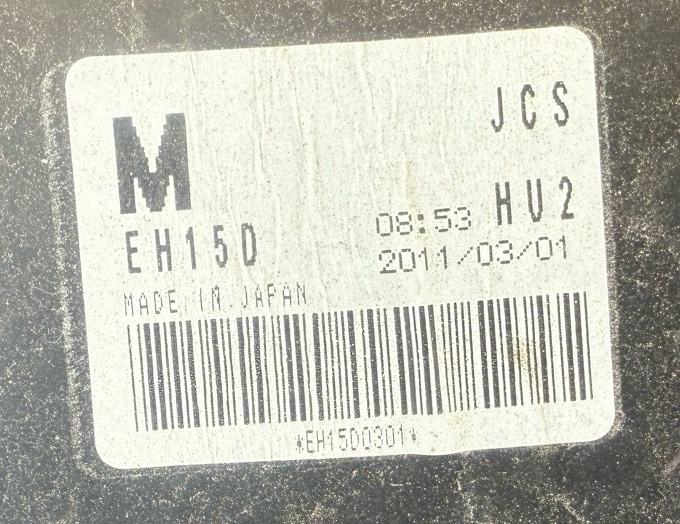 M JCS
EH15D 08:53 HU2
2011/03/01
MADE IN JAPAN
*EH15D0301*